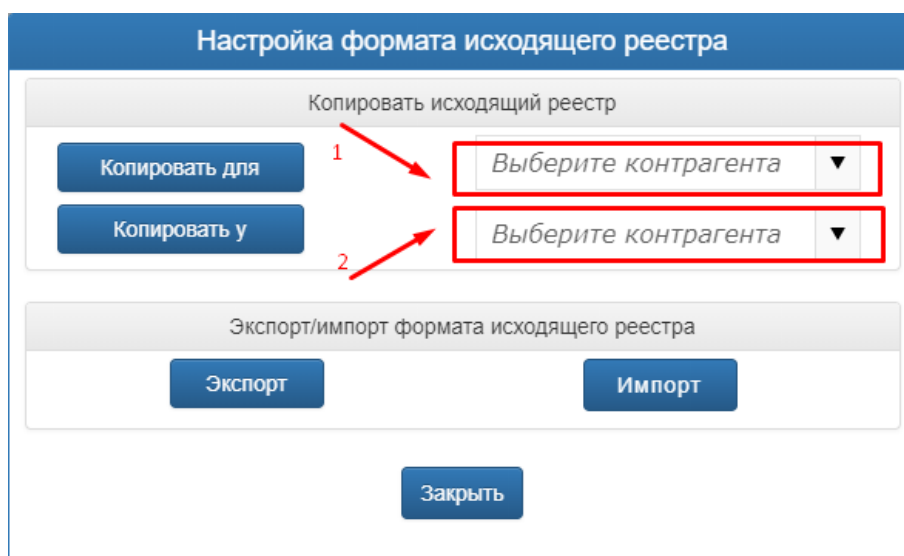 Настройка формата исходящего реестра
Копировать исходящий реестр
Копировать для
1
Выберите контрагента
Копировать у
2
Выберите контрагента
Экспорт/импорт формата исходящего реестра
Экспорт
Импорт
Закрыть